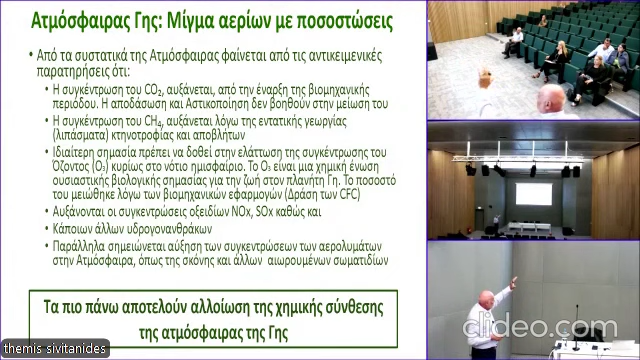 Ατμόσφαιρας Γης: Μίγμα αερίων με ποσοστώσεις
• Από τα συστατικά της Ατμόσφαιρας φαίνεται από τις αντικειμενικές
παρατηρήσεις ότι:
• Η συγκέντρωση του CO₂, αυξάνεται, από την έναρξη της βιομηχανικής
περιόδου. Η αποδάσωση και Αστικοποίηση δεν βοηθούν στην μείωση του
• Η συγκέντρωση του CH₄, αυξάνεται λόγω της εντατικής γεωργίας
(λιπάσματα) κτηνοτροφίας και αποβλήτων
• Ιδιαίτερη σημασία πρέπει να δοθεί στην ελάττωση της συγκέντρωσης του
Όζοντος (O₃) κυρίως στο νότιο ημισφαίριο. Το O₃ είναι μια χημική ένωση
ουσιαστικής βιολογικής σημασίας για την ζωή στον πλανήτη Γη. Το ποσοστό
του μειώθηκε λόγω των βιομηχανικών εφαρμογών (Δράση των CFC)
• Αυξάνονται οι συγκεντρώσεις οξειδίων NOx, SOx καθώς και
• Κάποιων άλλων υδρογονανθράκων
• Παράλληλα σημειώνεται αύξηση των συγκεντρώσεων των αερολυμάτων
στην Ατμόσφαιρα, όπως της σκόνης και άλλων αιωρουμένων σωματιδίων
Τα πιο πάνω αποτελούν αλλοίωση της χημικής σύνθεσης
της ατμόσφαιρας της Γης
themis sivitanides
clideo.com